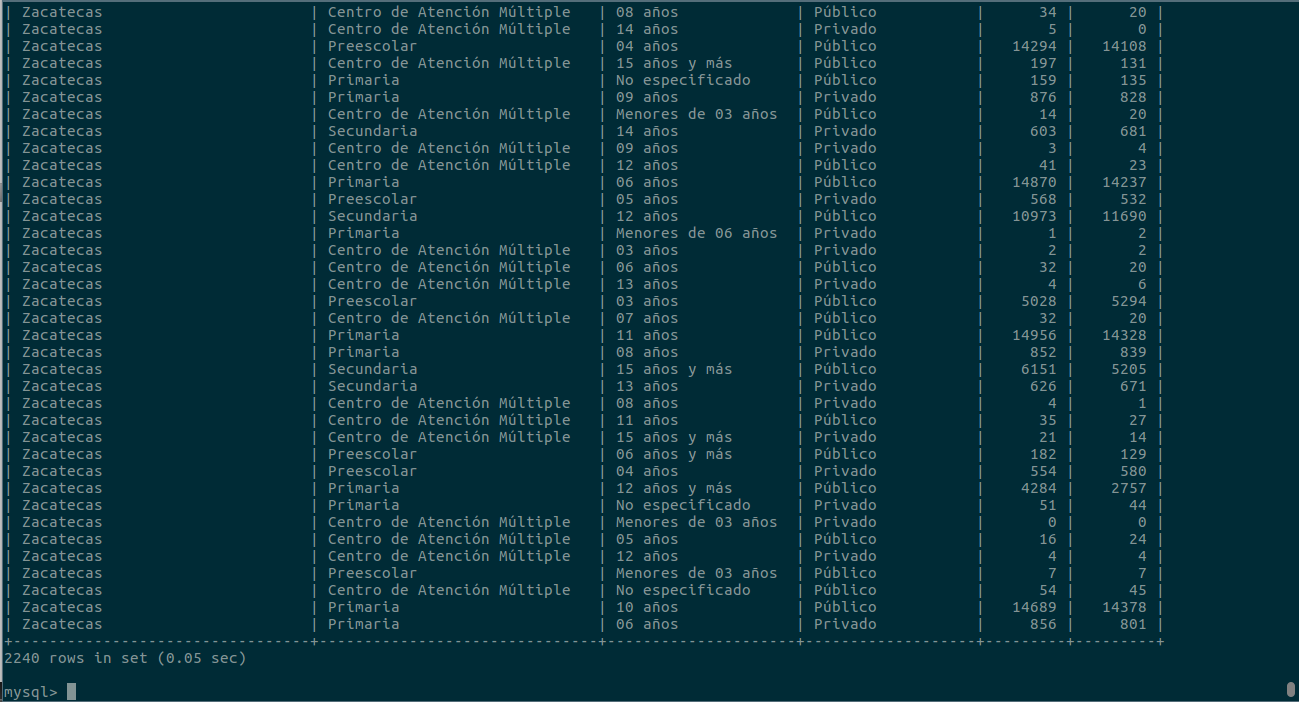 | Zacatecas | Centro de Atención Múltiple | 08 años | Público | 34 | 20 |
| Zacatecas | Centro de Atención Múltiple | 14 años | Privado | 5 | 0 |
| Zacatecas | Preescolar | 04 años | Público | 14294 | 14108 |
| Zacatecas | Centro de Atención Múltiple | 15 años y más | Público | 197 | 131 |
| Zacatecas | Primaria | No especificado | Público | 159 | 135 |
| Zacatecas | Primaria | 09 años | Privado | 876 | 828 |
| Zacatecas | Centro de Atención Múltiple | Menores de 03 años | Público | 14 | 20 |
| Zacatecas | Secundaria | 14 años | Privado | 603 | 681 |
| Zacatecas | Centro de Atención Múltiple | 09 años | Privado | 3 | 4 |
| Zacatecas | Centro de Atención Múltiple | 12 años | Público | 41 | 23 |
| Zacatecas | Primaria | 06 años | Público | 14870 | 14237 |
| Zacatecas | Preescolar | 05 años | Privado | 568 | 532 |
| Zacatecas | Secundaria | 12 años | Público | 10973 | 11690 |
| Zacatecas | Primaria | Menores de 06 años | Privado | 1 | 2 |
| Zacatecas | Centro de Atención Múltiple | 03 años | Privado | 2 | 2 |
| Zacatecas | Centro de Atención Múltiple | 06 años | Público | 32 | 20 |
| Zacatecas | Centro de Atención Múltiple | 13 años | Privado | 4 | 6 |
| Zacatecas | Preescolar | 03 años | Público | 5028 | 5294 |
| Zacatecas | Centro de Atención Múltiple | 07 años | Público | 32 | 20 |
| Zacatecas | Primaria | 11 años | Público | 14956 | 14328 |
| Zacatecas | Primaria | 08 años | Privado | 852 | 839 |
| Zacatecas | Secundaria | 15 años y más | Público | 6151 | 5205 |
| Zacatecas | Secundaria | 13 años | Privado | 626 | 671 |
| Zacatecas | Centro de Atención Múltiple | 08 años | Privado | 4 | 1 |
| Zacatecas | Centro de Atención Múltiple | 11 años | Público | 35 | 27 |
| Zacatecas | Centro de Atención Múltiple | 15 años y más | Privado | 21 | 14 |
| Zacatecas | Preescolar | 06 años y más | Público | 182 | 129 |
| Zacatecas | Preescolar | 04 años | Privado | 554 | 580 |
| Zacatecas | Primaria | 12 años y más | Público | 4284 | 2757 |
| Zacatecas | Primaria | No especificado | Privado | 51 | 44 |
| Zacatecas | Centro de Atención Múltiple | Menores de 03 años | Privado | 0 | 0 |
| Zacatecas | Centro de Atención Múltiple | 05 años | Público | 16 | 24 |
| Zacatecas | Centro de Atención Múltiple | 12 años | Privado | 4 | 4 |
| Zacatecas | Preescolar | Menores de 03 años | Público | 7 | 7 |
| Zacatecas | Centro de Atención Múltiple | No especificado | Público | 54 | 45 |
| Zacatecas | Primaria | 10 años | Público | 14689 | 14378 |
| Zacatecas | Primaria | 06 años | Privado | 856 | 801 |
+---------------------------------+-------------------------------+----------------------+-------------------+---------+---------+
2240 rows in set (0.05 sec)
mysql>